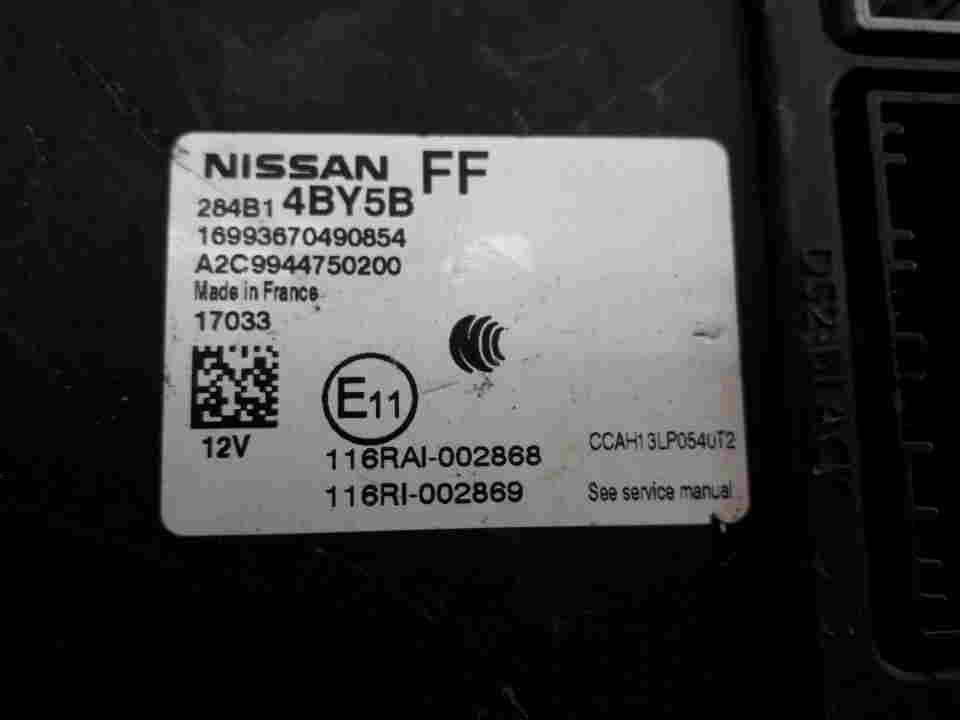 NISSAN FF
284B1 4BY5B
16993670490854
A2C9944750200
Made in France
17033
12V
E11
116RAI-002868
116RI-002869
CCAH13LP0540T2
See service manual